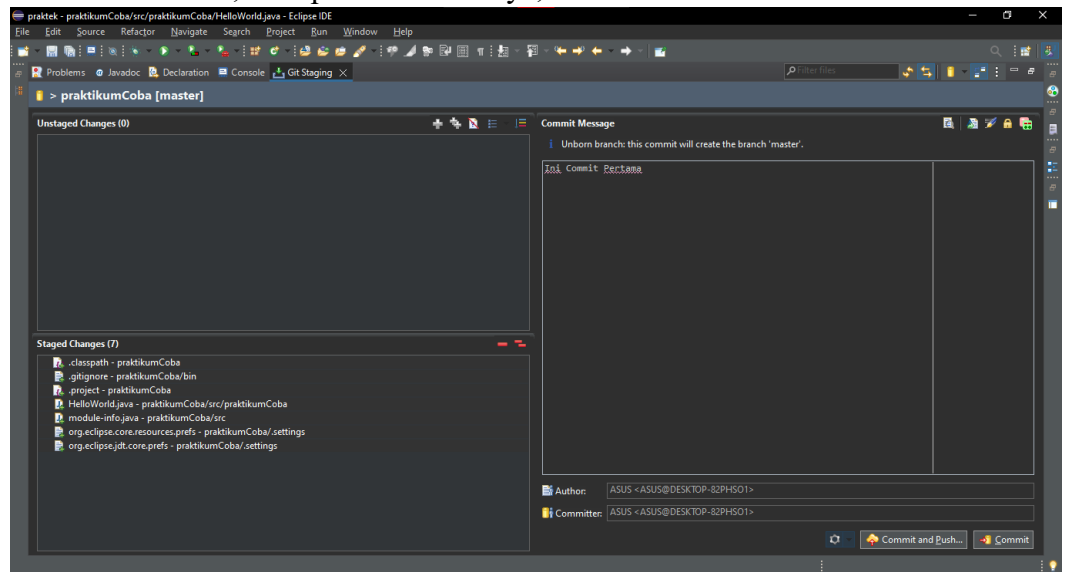 praktek - praktikumCoba/src/praktikumCoba/HelloWorld.java - Eclipse IDE
File Edit Source Refactor Navigate Search Project Run Window Help
Problems Javadoc Declaration Console Git Staging
Filter files
> praktikumCoba [master]
Unstaged Changes (0)
Commit Message
Unborn branch: this commit will create the branch 'master'.
Ini Commit Pertama
Staged Changes (7)
.classpath - praktikumCoba
.gitignore - praktikumCoba/bin
.project - praktikumCoba
HelloWorld.java - praktikumCoba/src/praktikumCoba
module-info.java - praktikumCoba/src
org.eclipse.core.resources.prefs - praktikumCoba/.settings
org.eclipse.jdt.core.prefs - praktikumCoba/.settings
Author: ASUS <ASUS@DESKTOP-82PHSO1>
Committer: ASUS <ASUS@DESKTOP-82PHSO1>
Commit and Push... Commit